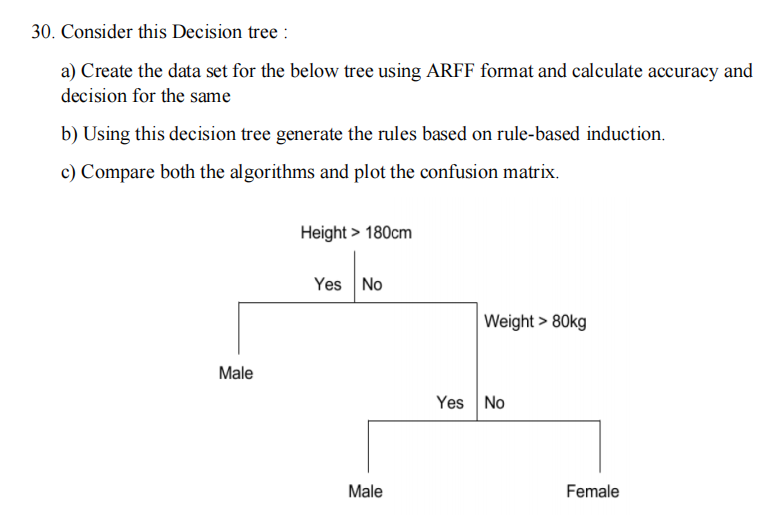 30. Consider this Decision tree :
a) Create the data set for the below tree using ARFF format and calculate accuracy and
decision for the same
b) Using this decision tree generate the rules based on rule-based induction.
c) Compare both the algorithms and plot the confusion matrix.
Height > 180cm
Yes No
Weight > 80kg
Male
Yes No
Male Female